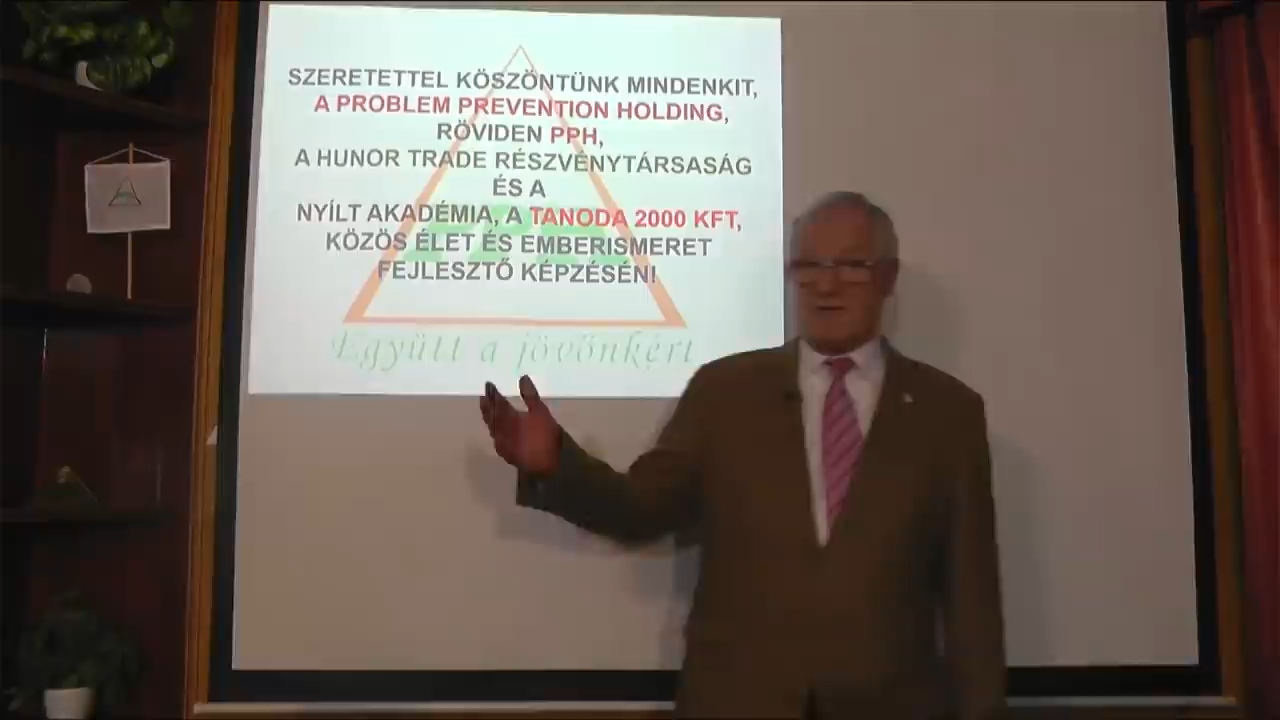 SZERETETTEL KÖSZÖNTÜNK MINDENKIT,
A PROBLEM PREVENTION HOLDING,
RÖVIDEN PPH,
A HUNOR TRADE RÉSZVÉNYTÁRSASÁG
ÉS A
NYÍLT AKADÉMIA, A TANODA 2000 KFT,
KÖZÖS ÉLET ÉS EMBERISMERET
FEJLESZTŐ KÉPZÉSÉN!
PPH
Együtt a jövőnkért